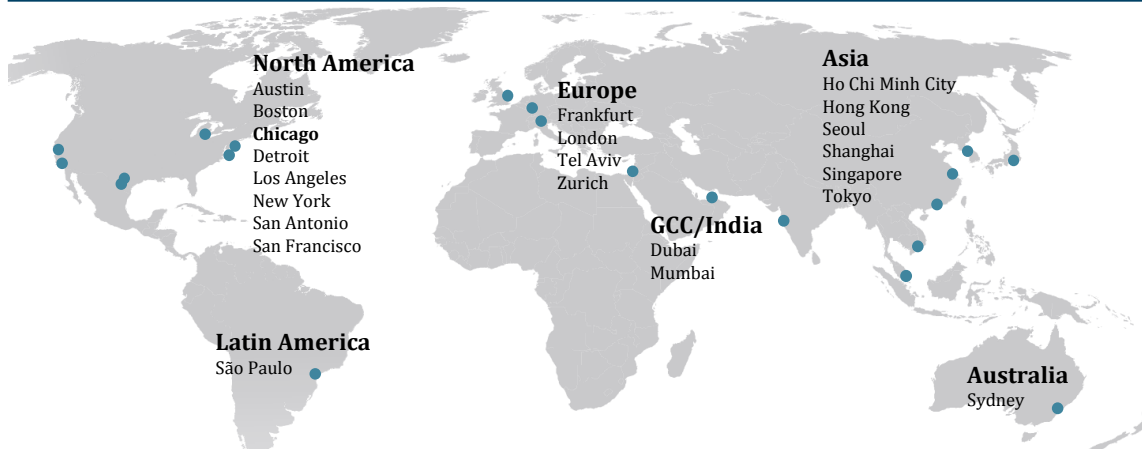 North America
Austin
Boston
Chicago
Detroit
Los Angeles
New York
San Antonio
San Francisco
Latin America
São Paulo
Europe
Frankfurt
London
Tel Aviv
Zurich
GCC/India
Dubai
Mumbai
Asia
Ho Chi Minh City
Hong Kong
Seoul
Shanghai
Singapore
Tokyo
Australia
Sydney